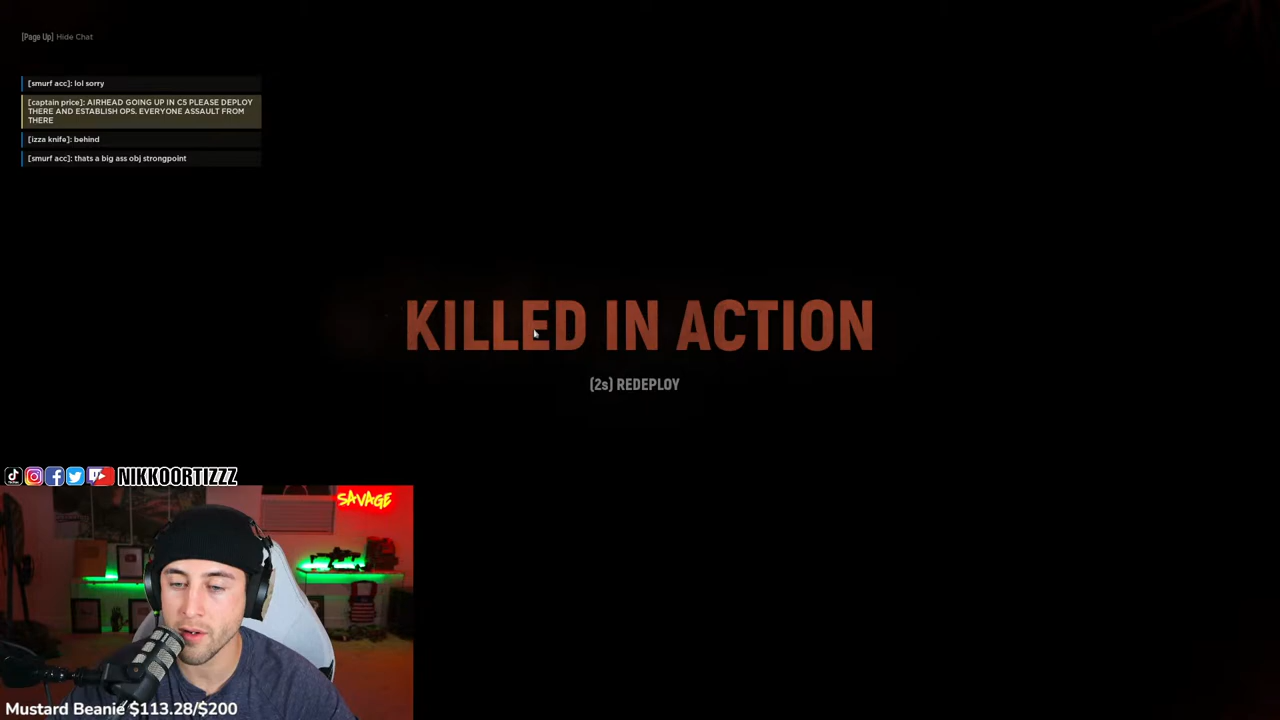 [Page Up] Hide Chat
[smurf acc]: lol sorry
[captain price]: AIRHEAD GOING UP IN C5 PLEASE DEPLOY
THERE AND ESTABLISH OPS. EVERYONE ASSAULT FROM
THERE
[izza knife]: behind
[smurf acc]: thats a big ass obj strongpoint
KILLED IN ACTION
(2s) REDEPLOY
NIKKOORTIZZZ
SAVAGE
Mustard Beanie $113.28/$200